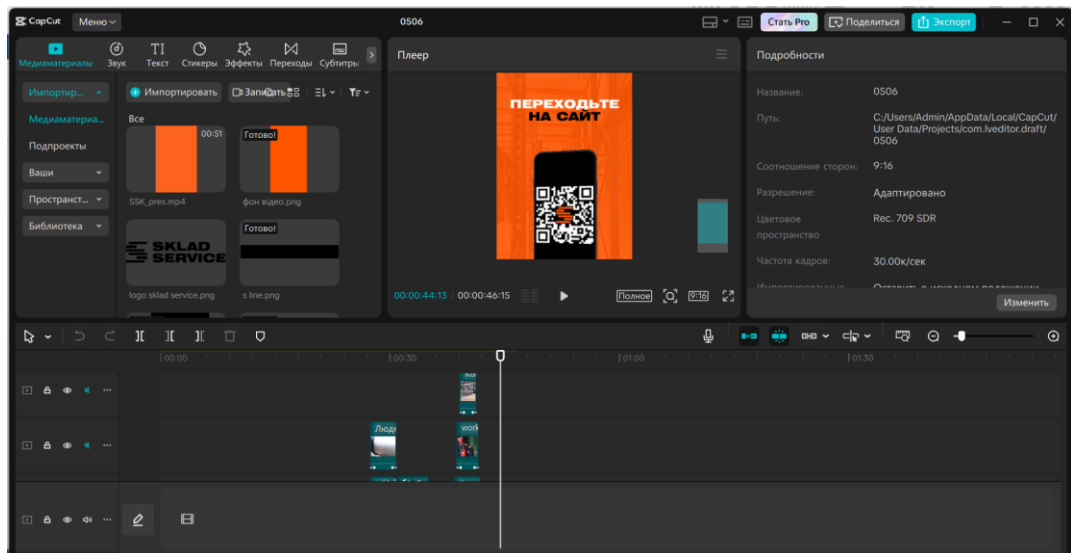 CapCut
Меню
0506
Стать Pro
Поделиться
Экспорт
Медиаматериалы
Звук
Текст
Стикеры
Эффекты
Переходы
Субтитры
Плеер
Подробности
Импортир...
Импортировать
Записать
Медиаматериа...
Подпроекты
Ваши
Пространст...
Библиотека
Все
00:51
Готово!
SSK_pres.mp4
фон відео.png
Готово!
SKLAD
SERVICE
logo sklad service.png
s line.png
ПЕРЕХОДЬТЕ
НА САЙТ
00:00:44:13 / 00:00:46:15
Полное
9:16
Название:
0506
Путь:
C:/Users/Admin/AppData/Local/CapCut/
User Data/Projects/com.lveditor.draft/
0506
Соотношение сторон:
9:16
Разрешение:
Адаптировано
Цветовое
пространство
Rec. 709 SDR
Частота кадров:
30.00к/сек
Импортированные
Оставить в исходном положении
Изменить
00:00
00:30
01:00
01:30
Люди
work